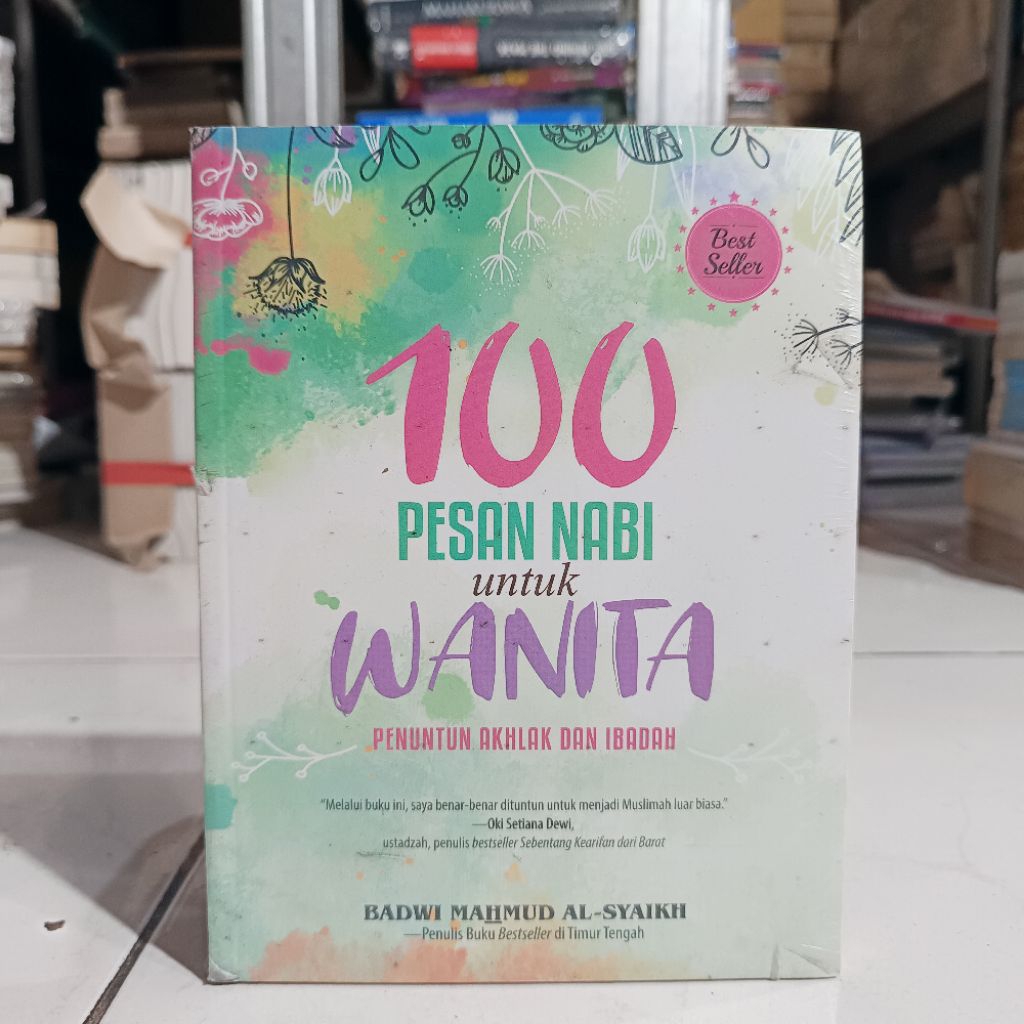 Best
Seller
100
PESAN NABI
untuk
WANITA
PENUNTUN AKHLAK DAN IBADAH
"Melalui buku ini, saya benar-benar dituntun untuk menjadi Muslimah luar biasa."
—Oki Setiana Dewi,
ustadzah, penulis bestseller Sebentang Kearifan dari Barat
BADWI MAHMUD AL-SYAIKH
—Penulis Buku Bestseller di Timur Tengah